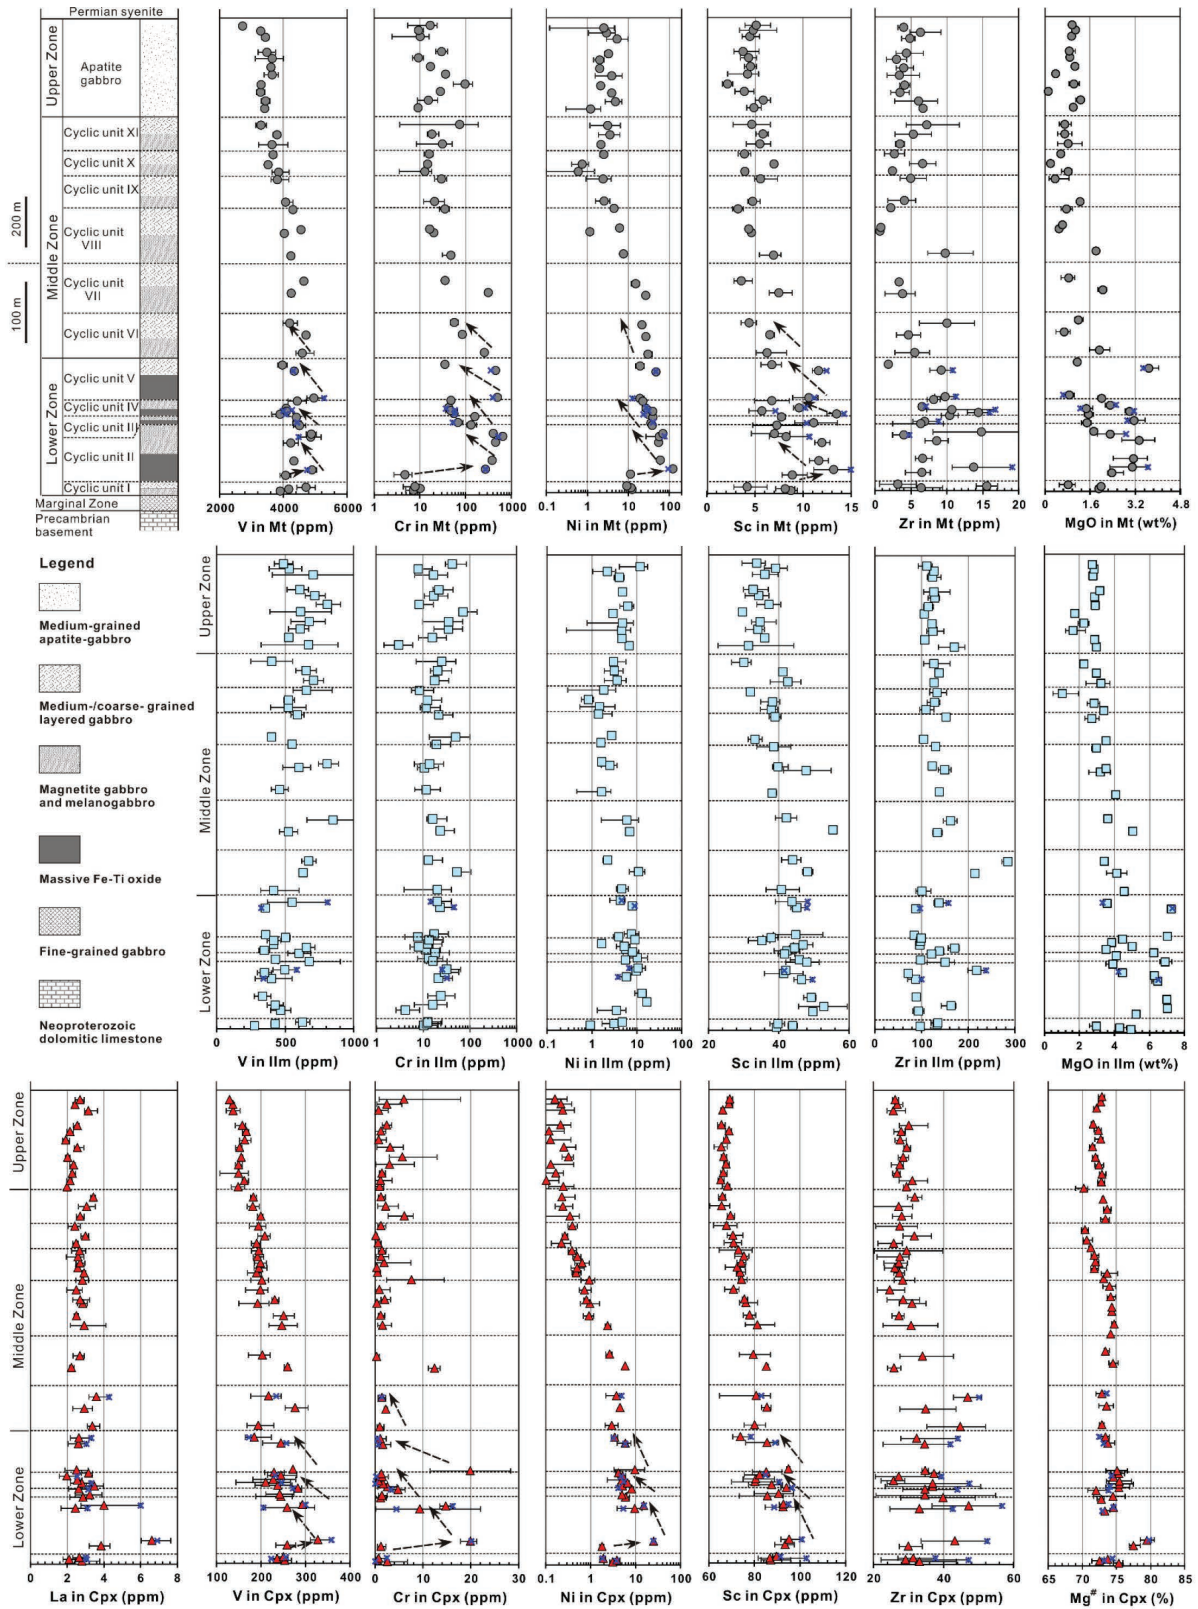 Permian syenite
Upper Zone
Apatite
gabbro
Middle Zone
Cyclic unit XI
Cyclic unit X
Cyclic unit IX
Cyclic unit
VIII
Cyclic unit
VII
Cyclic unit VI
200 m
100 m
Lower Zone
Cyclic unit V
Cyclic unit IV
Cyclic unit III
Cyclic unit II
Cyclic unit I
Marginal Zone
Precambrian
basement
0 2000 4000 6000
V in Mt (ppm)
1 10 100 1000
Cr in Mt (ppm)
0.1 1 10 100 1000
Ni in Mt (ppm)
0 5 10 15
Sc in Mt (ppm)
0 5 10 15 20
Zr in Mt (ppm)
0 1.6 3.2 4.8
MgO in Mt (wt%)
Legend
Medium-grained
apatite-gabbro
Medium-/coarse- grained
layered gabbro
Magnetite gabbro
and melanogabbro
Massive Fe-Ti oxide
Fine-grained gabbro
Neoproterozoic
dolomitic limestone
Upper Zone
Middle Zone
Lower Zone
0 500 1000
V in Ilm (ppm)
1 10 100 1000
Cr in Ilm (ppm)
0.1 1 10 100 1000
Ni in Ilm (ppm)
20 40 60
Sc in Ilm (ppm)
0 100 200 300
Zr in Ilm (ppm)
0 2 4 6 8
MgO in Ilm (wt%)
Upper Zone
Middle Zone
Lower Zone
0 2 4 6 8
La in Cpx (ppm)
0 100 200 300 400
V in Cpx (ppm)
0 10 20 30
Cr in Cpx (ppm)
0.1 1 10 100
Ni in Cpx (ppm)
60 80 100 120
Sc in Cpx (ppm)
20 40 60
Zr in Cpx (ppm)
65 70 75 80 85
Mg# in Cpx (%)